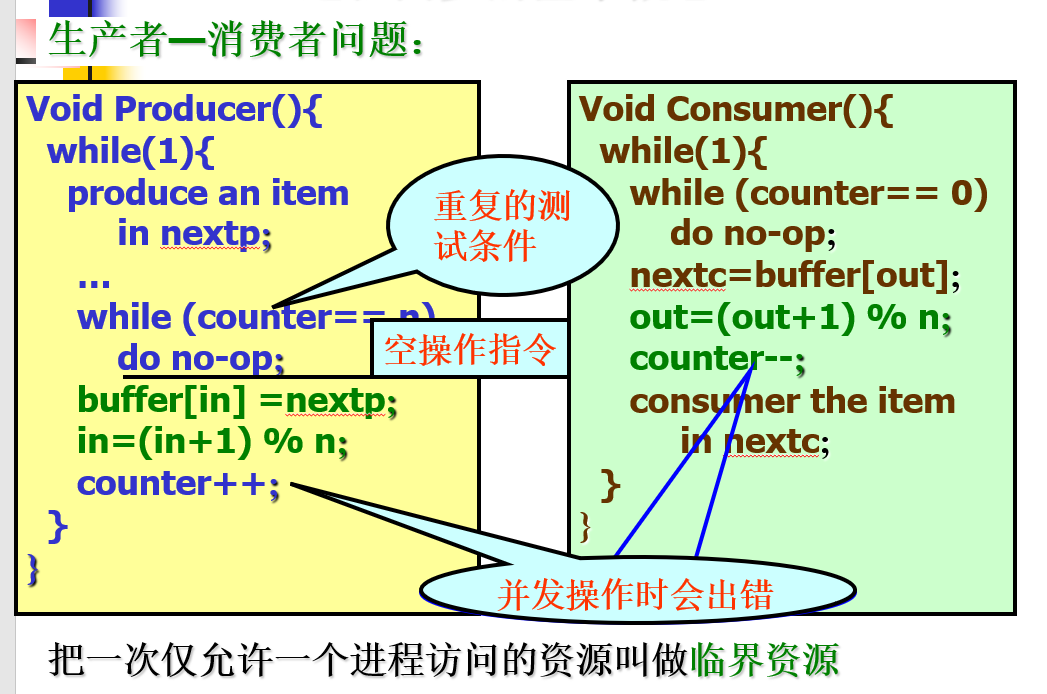 生产者—消费者问题：
Void Producer(){
while(1){
produce an item
in nextp;
...
while (counter== n)
do no-op;
buffer[in] =nextp;
in=(in+1) % n;
counter++;
}
}
重复的测
试条件
空操作指令
Void Consumer(){
while(1){
while (counter== 0)
do no-op;
nextc=buffer[out];
out=(out+1) % n;
counter--;
consumer the item
in nextc;
}
}
并发操作时会出错
把一次仅允许一个进程访问的资源叫做临界资源